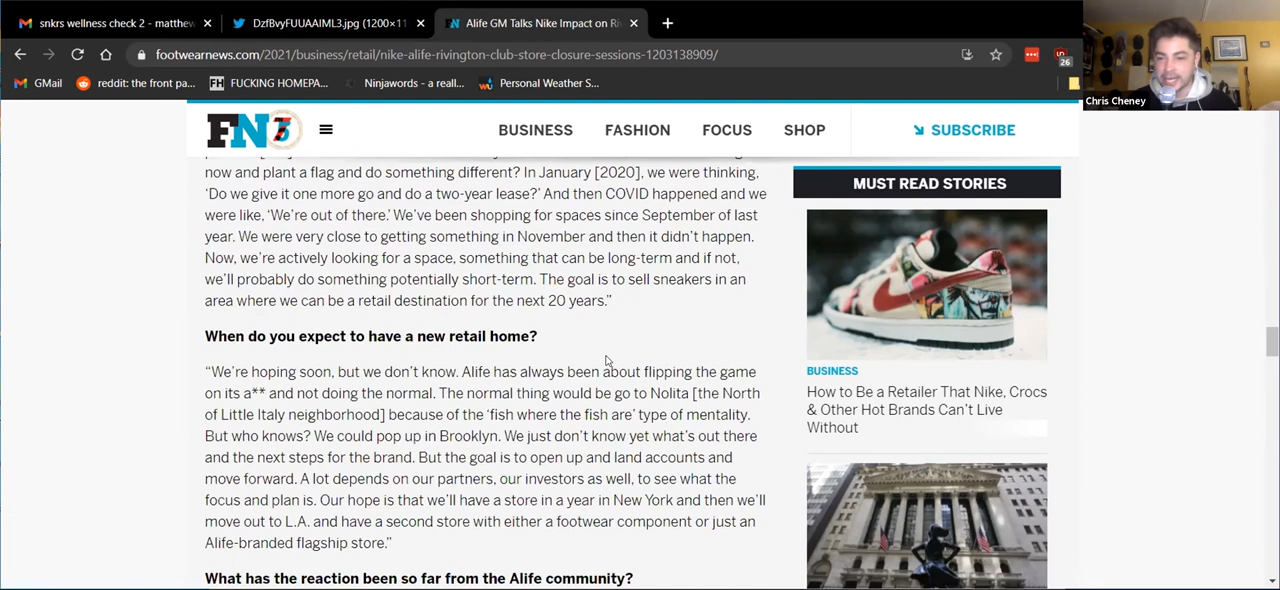 snkrs wellness check 2 - matthew
DzfBvyFUUAAIML3.jpg (1200×11
FN Alife GM Talks Nike Impact on Ri
footwearnews.com/2021/business/retail/nike-alife-rivington-club-store-closure-sessions-1203138909/
26
GMail
reddit: the front pa...
FH FUCKING HOMEPA...
Ninjawords - a reall...
Personal Weather S...
Chris Cheney
FN
BUSINESS
FASHION
FOCUS
SHOP
SUBSCRIBE
now and plant a flag and do something different? In January [2020], we were thinking,
‘Do we give it one more go and do a two-year lease?’ And then COVID happened and we
were like, ‘We’re out of there.’ We’ve been shopping for spaces since September of last
year. We were very close to getting something in November and then it didn’t happen.
Now, we’re actively looking for a space, something that can be long-term and if not,
we’ll probably do something potentially short-term. The goal is to sell sneakers in an
area where we can be a retail destination for the next 20 years.”
When do you expect to have a new retail home?
“We’re hoping soon, but we don’t know. Alife has always been about flipping the game
on its a** and not doing the normal. The normal thing would be go to Nolita [the North
of Little Italy neighborhood] because of the ‘fish where the fish are’ type of mentality.
But who knows? We could pop up in Brooklyn. We just don’t know yet what’s out there
and the next steps for the brand. But the goal is to open up and land accounts and
move forward. A lot depends on our partners, our investors as well, to see what the
focus and plan is. Our hope is that we’ll have a store in a year in New York and then we’ll
move out to L.A. and have a second store with either a footwear component or just an
Alife-branded flagship store.”
What has the reaction been so far from the Alife community?
MUST READ STORIES
BUSINESS
How to Be a Retailer That Nike, Crocs
& Other Hot Brands Can’t Live
Without